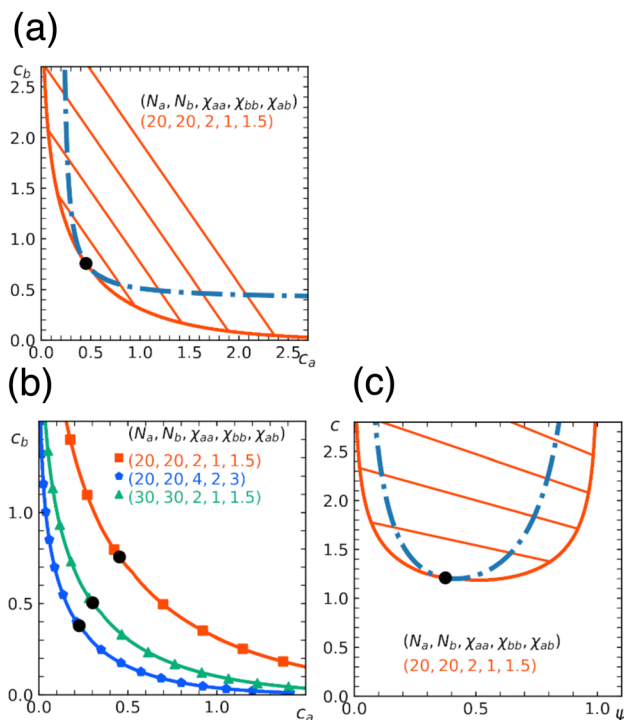 (a)
c_b
2.5
2.0
1.5
1.0
0.5
0.0
(N_a, N_b, χ_aa, χ_bb, χ_ab)
(20, 20, 2, 1, 1.5)
0.0 0.5 1.0 1.5 2.0 2.5
c_a
(b)
c_b
1.0
0.5
0.0
(N_a, N_b, χ_aa, χ_bb, χ_ab)
(20, 20, 2, 1, 1.5)
(20, 20, 4, 2, 3)
(30, 30, 2, 1, 1.5)
0.0 0.5 1.0
c_a
(c)
c
2.5
2.0
1.5
1.0
0.5
0.0
(N_a, N_b, χ_aa, χ_bb, χ_ab)
(20, 20, 2, 1, 1.5)
0.0 0.5 1.0
ψ